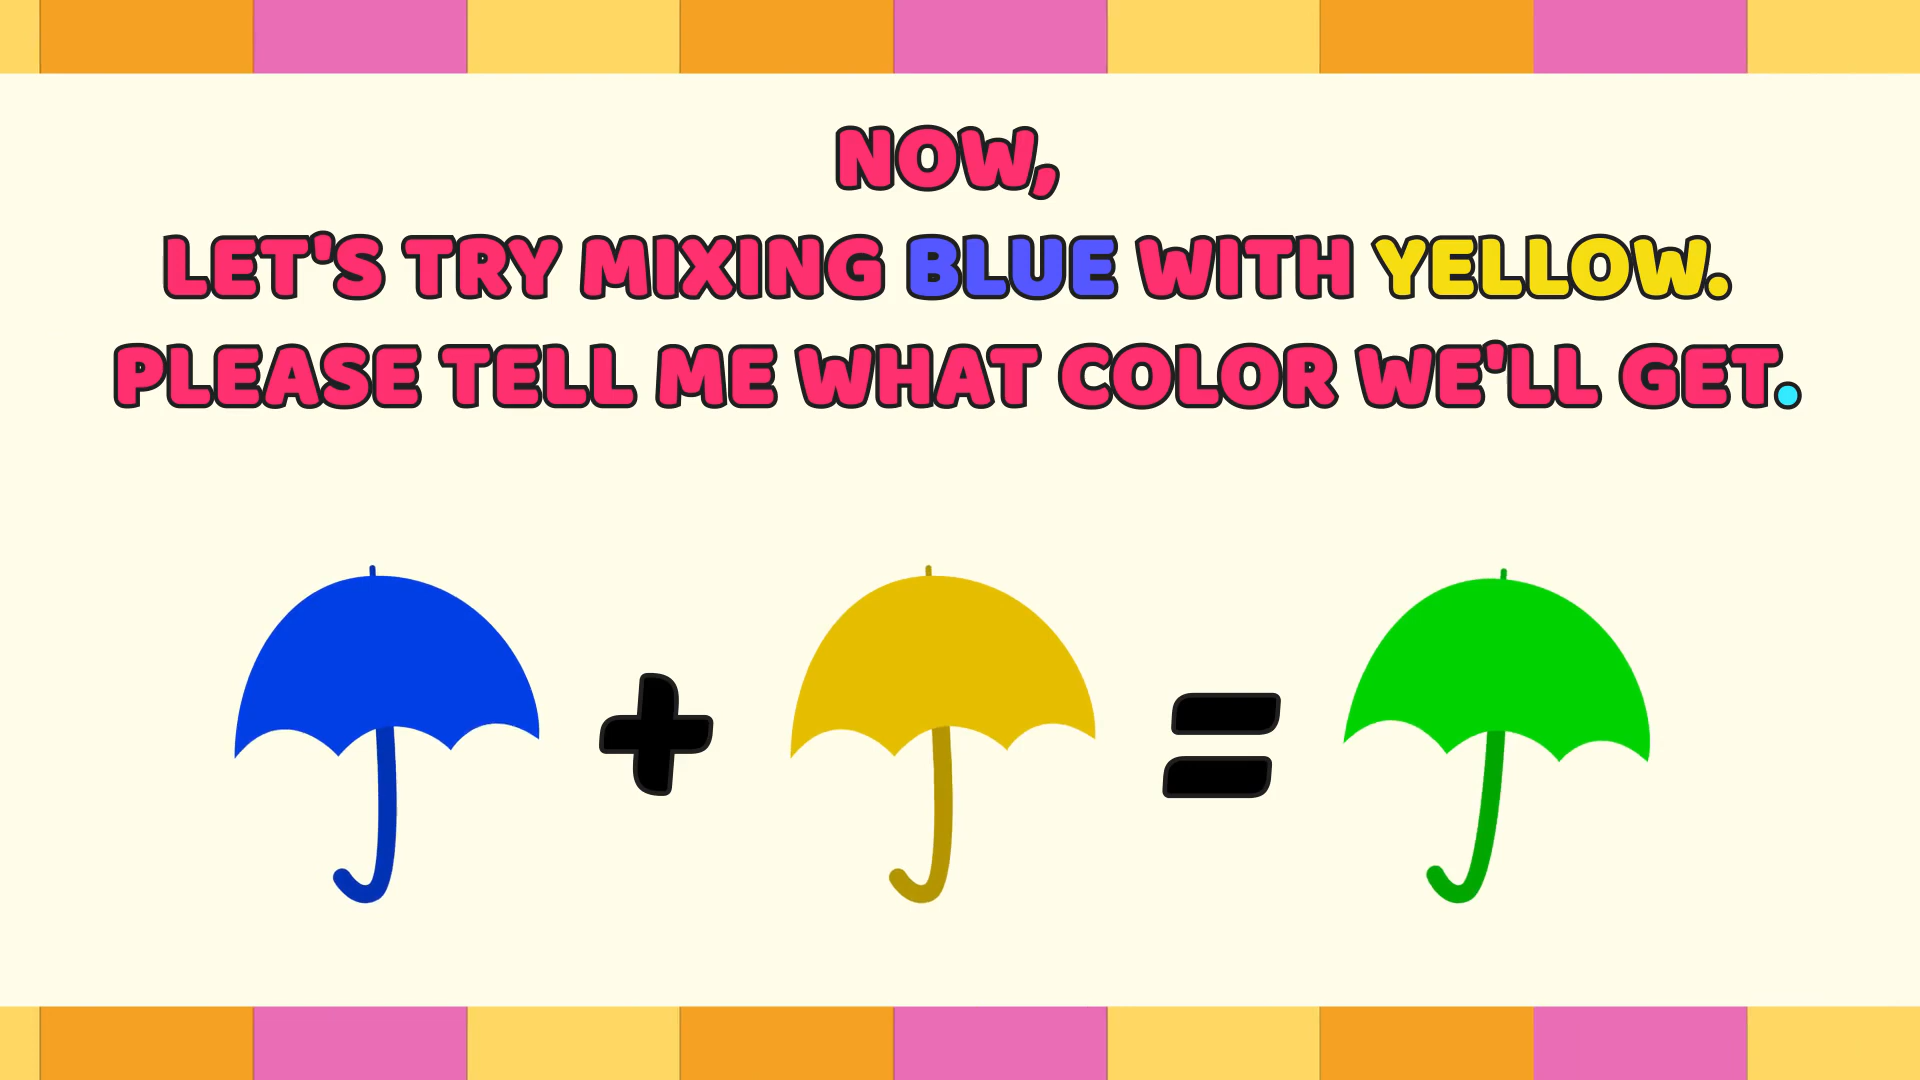 NOW,
LET'S TRY MIXING BLUE WITH YELLOW.
PLEASE TELL ME WHAT COLOR WE'LL GET.
+ =